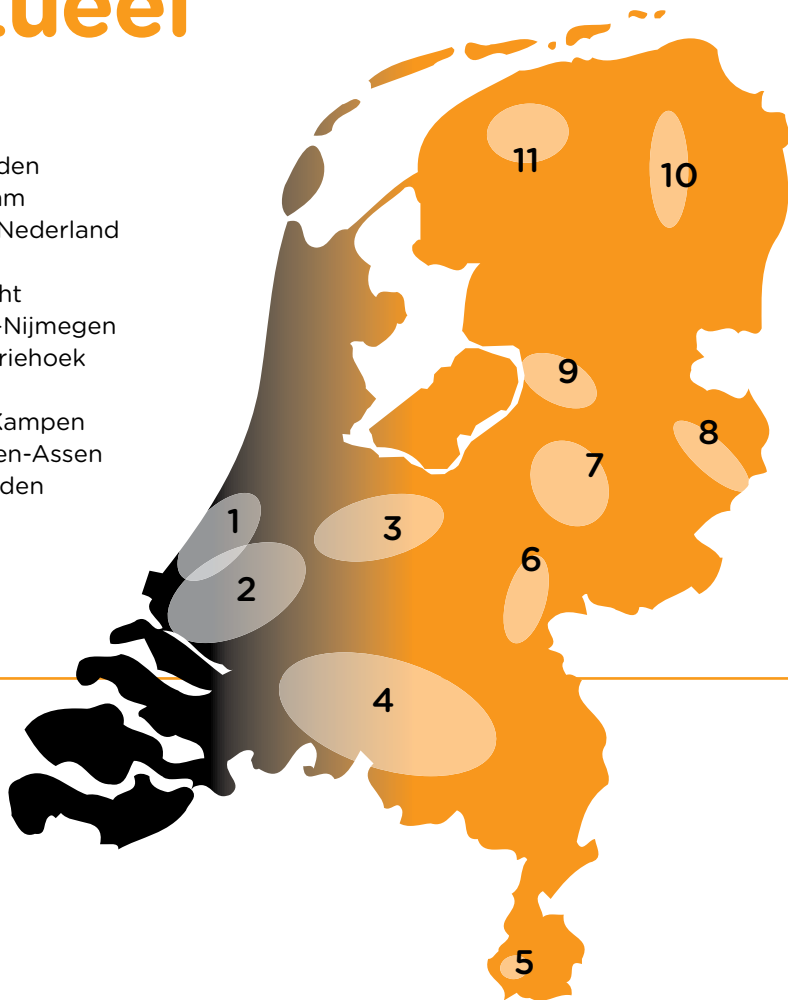 tueel
den
am
Nederland
ht
-Nijmegen
riehoek
Kampen
en-Assen
den
11
10
9
8
7
1
3
6
2
4
5